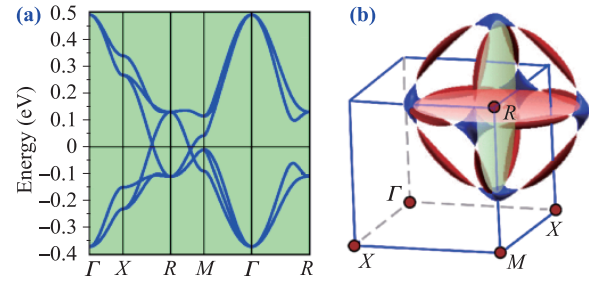 (a)
Energy (eV)
0.5
0.4
0.3
0.2
0.1
0
−0.1
−0.2
−0.3
−0.4
Γ X R M Γ R
(b)
R
Γ
X
X
M